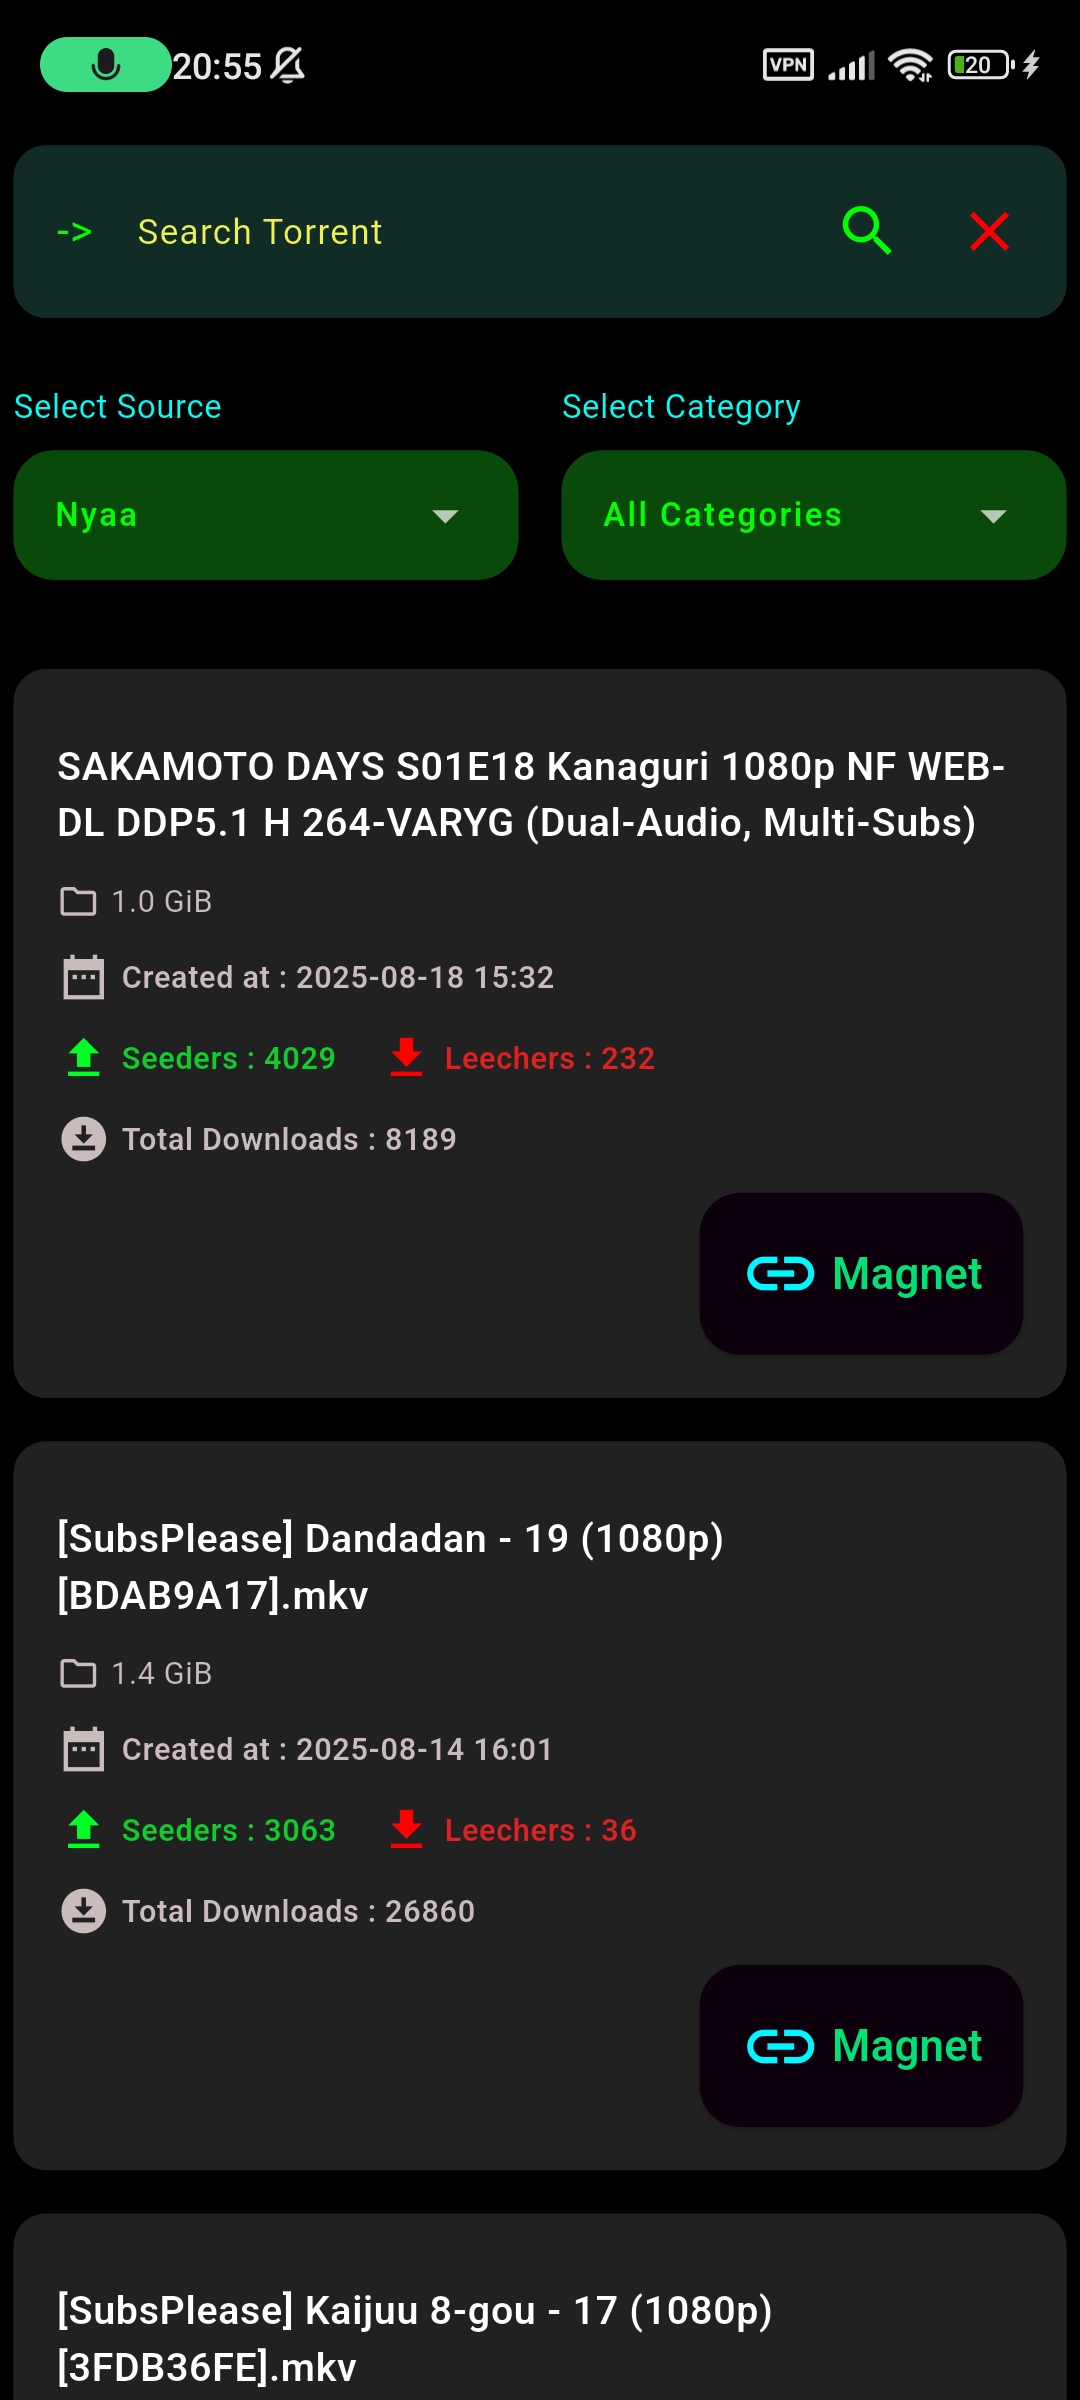 20:55
VPN
20
-> Search Torrent
Select Source
Select Category
Nyaa
All Categories
SAKAMOTO DAYS S01E18 Kanaguri 1080p NF WEB-
DL DDP5.1 H 264-VARYG (Dual-Audio, Multi-Subs)
1.0 GiB
Created at : 2025-08-18 15:32
Seeders : 4029 Leechers : 232
Total Downloads : 8189
Magnet
[SubsPlease] Dandadan - 19 (1080p)
[BDAB9A17].mkv
1.4 GiB
Created at : 2025-08-14 16:01
Seeders : 3063 Leechers : 36
Total Downloads : 26860
Magnet
[SubsPlease] Kaijuu 8-gou - 17 (1080p)
[3FDB36FE].mkv